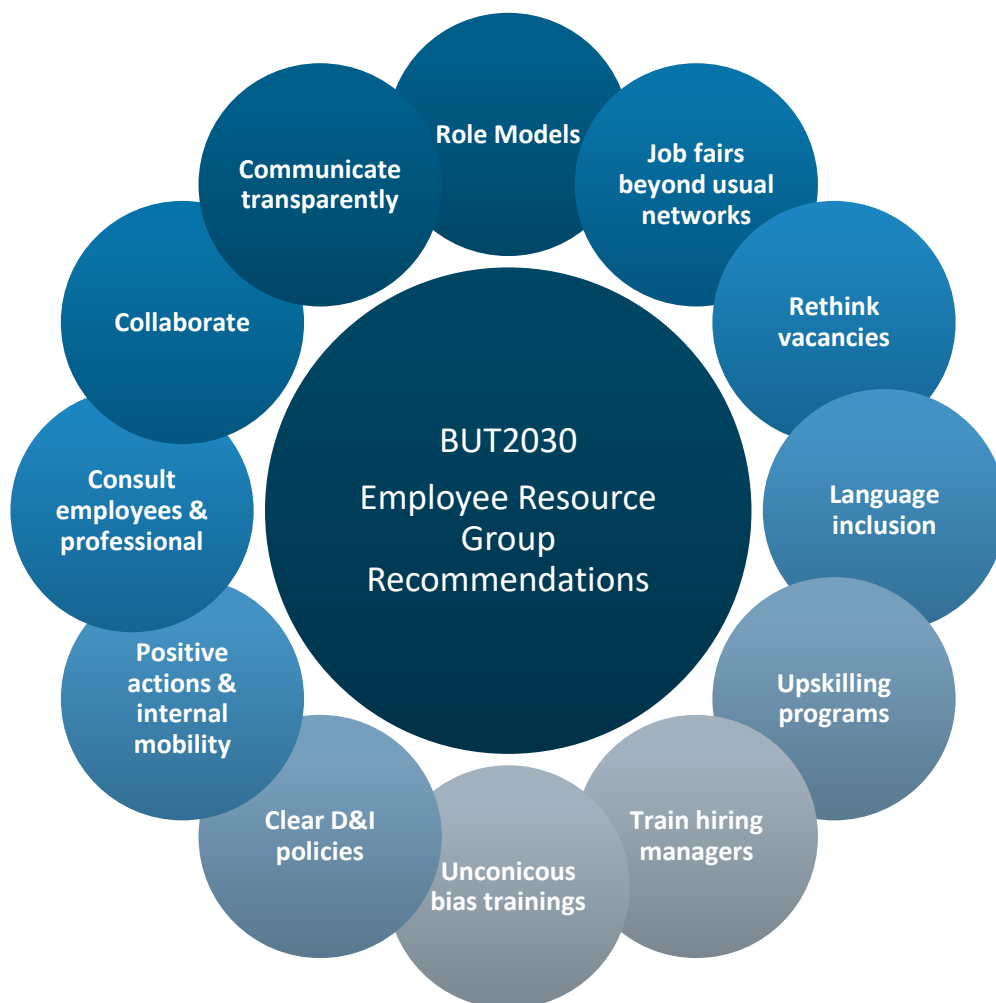 BUT2030
Employee Resource
Group
Recommendations
Role Models
Job fairs
beyond usual
networks
Rethink
vacancies
Language
inclusion
Upskilling
programs
Train hiring
managers
Unconicous
bias trainings
Clear D&I
policies
Positive
actions &
internal
mobility
Consult
employees &
professional
Collaborate
Communicate
transparently